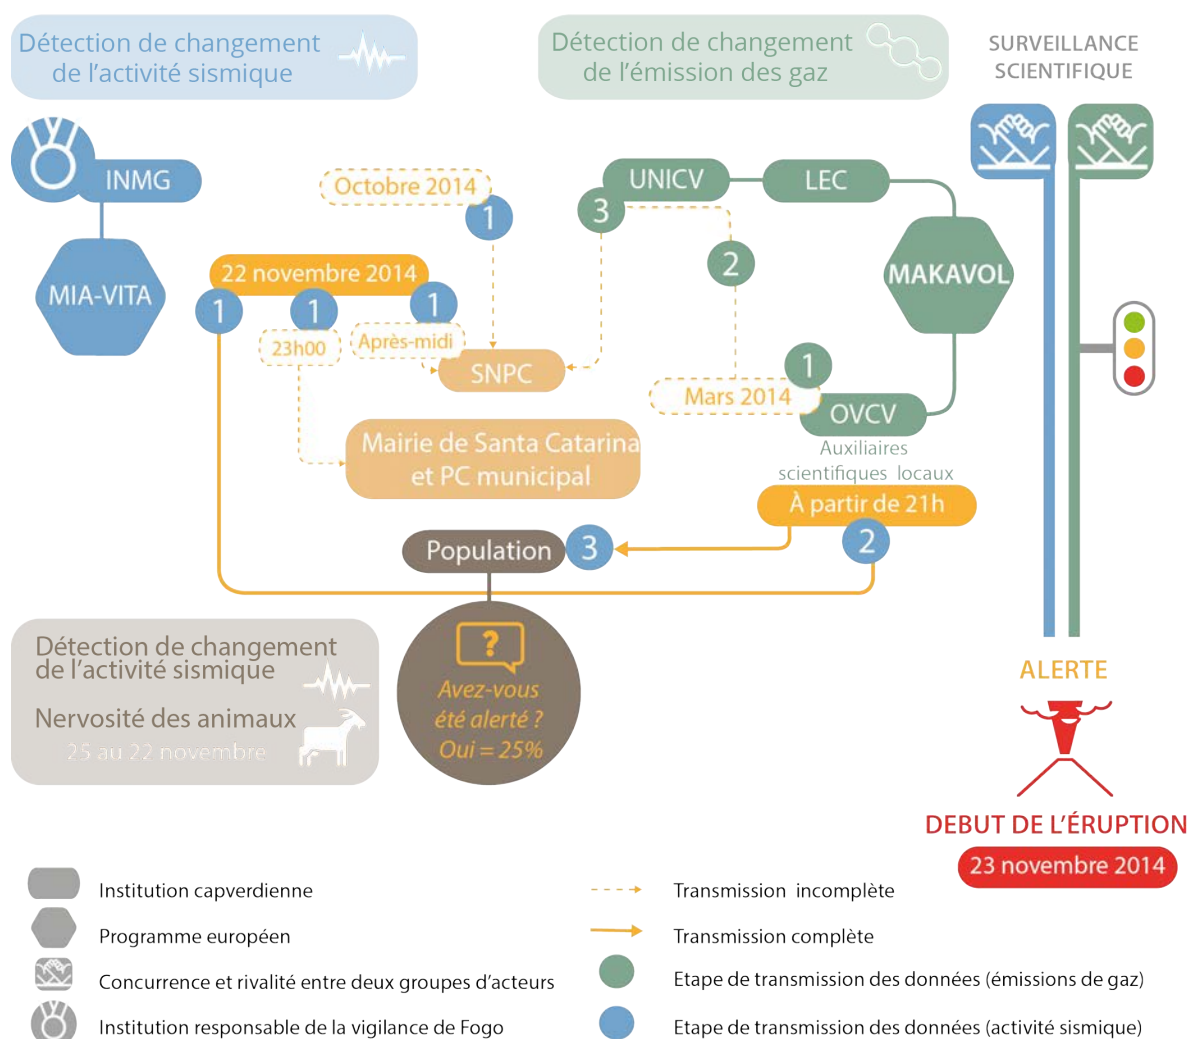 Détection de changement
de l’activité sismique
Détection de changement
de l’émission des gaz
SURVEILLANCE
SCIENTIFIQUE
INMG
MIA-VITA
Octobre 2014
1
UNICV
LEC
3
2
MAKAVOL
22 novembre 2014
1
1
1
23h00
Après-midi
SNPC
1
Mars 2014
OVCV
Auxiliaires
scientifiques locaux
Mairie de Santa Catarina
et PC municipal
À partir de 21h
2
Population
3
?
Avez-vous
été alerté ?
Oui = 25%
Détection de changement
de l’activité sismique
Nervosité des animaux
25 au 22 novembre
ALERTE
DEBUT DE L’ÉRUPTION
23 novembre 2014
Institution capverdienne
Programme européen
Concurrence et rivalité entre deux groupes d’acteurs
Institution responsable de la vigilance de Fogo
Transmission incomplète
Transmission complète
Etape de transmission des données (émissions de gaz)
Etape de transmission des données (activité sismique)